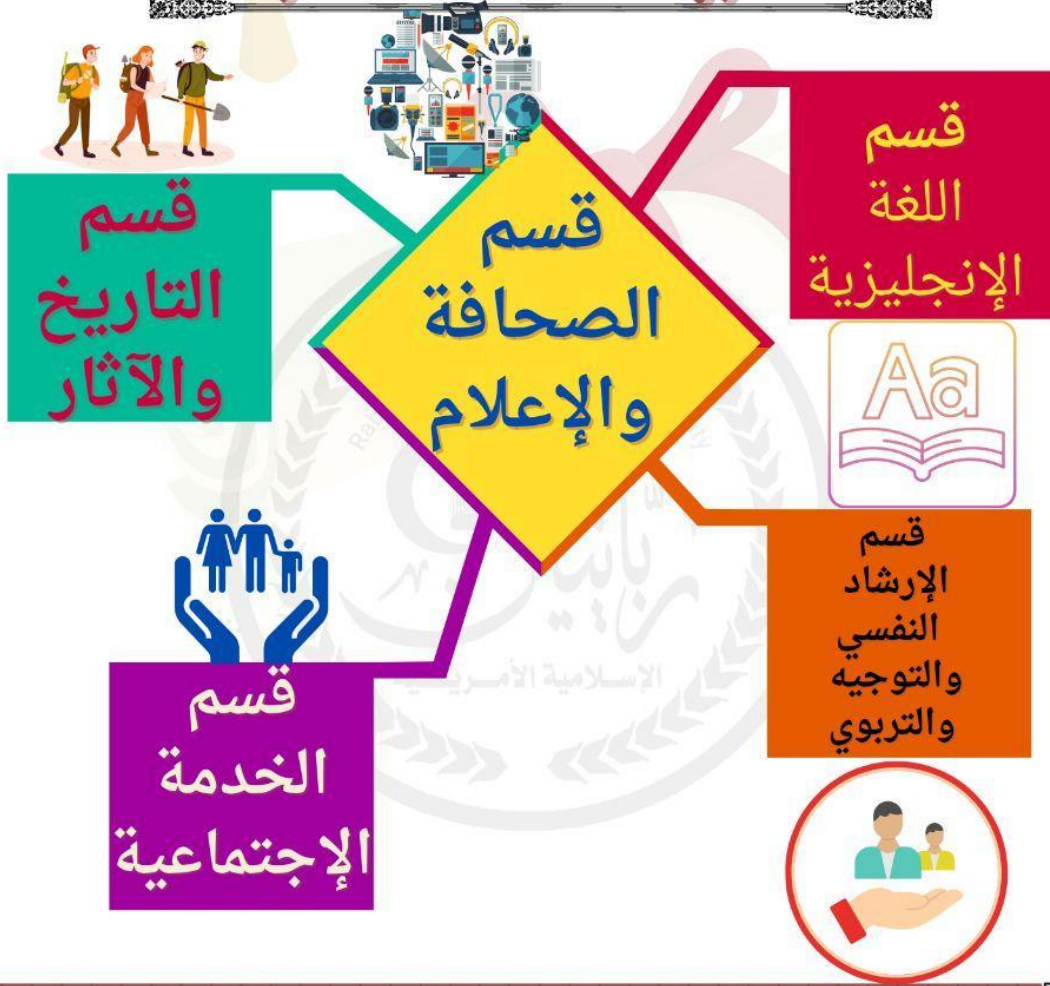 قسم
اللغة
الإنجليزية
قسم
الصحافة
والإعلام
قسم
التاريخ
والآثار
قسم
الإرشاد
النفسي
والتوجيه
والتربوي
قسم
الخدمة
الإجتماعية
Aa